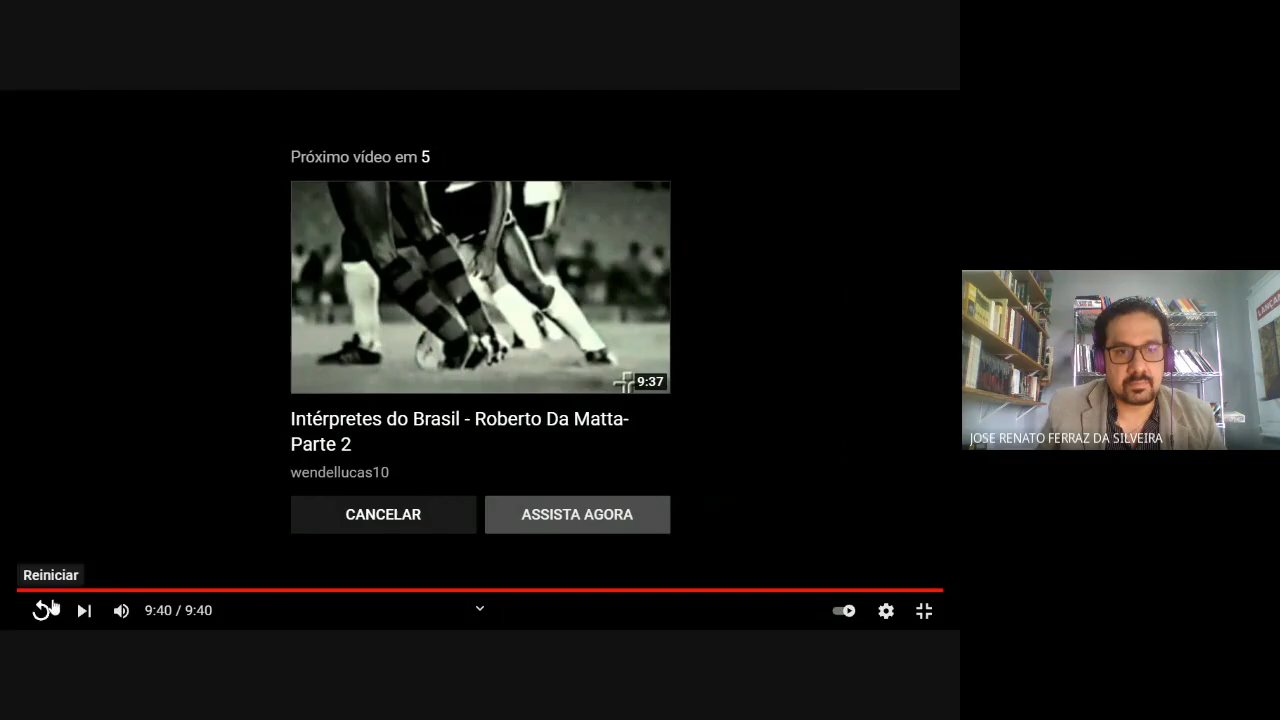 Próximo vídeo em 5
9:37
Intérpretes do Brasil - Roberto Da Matta-
Parte 2
wendellucas10
CANCELAR
ASSISTA AGORA
Reiniciar
9:40 / 9:40
JOSE RENATO FERRAZ DA SILVEIRA